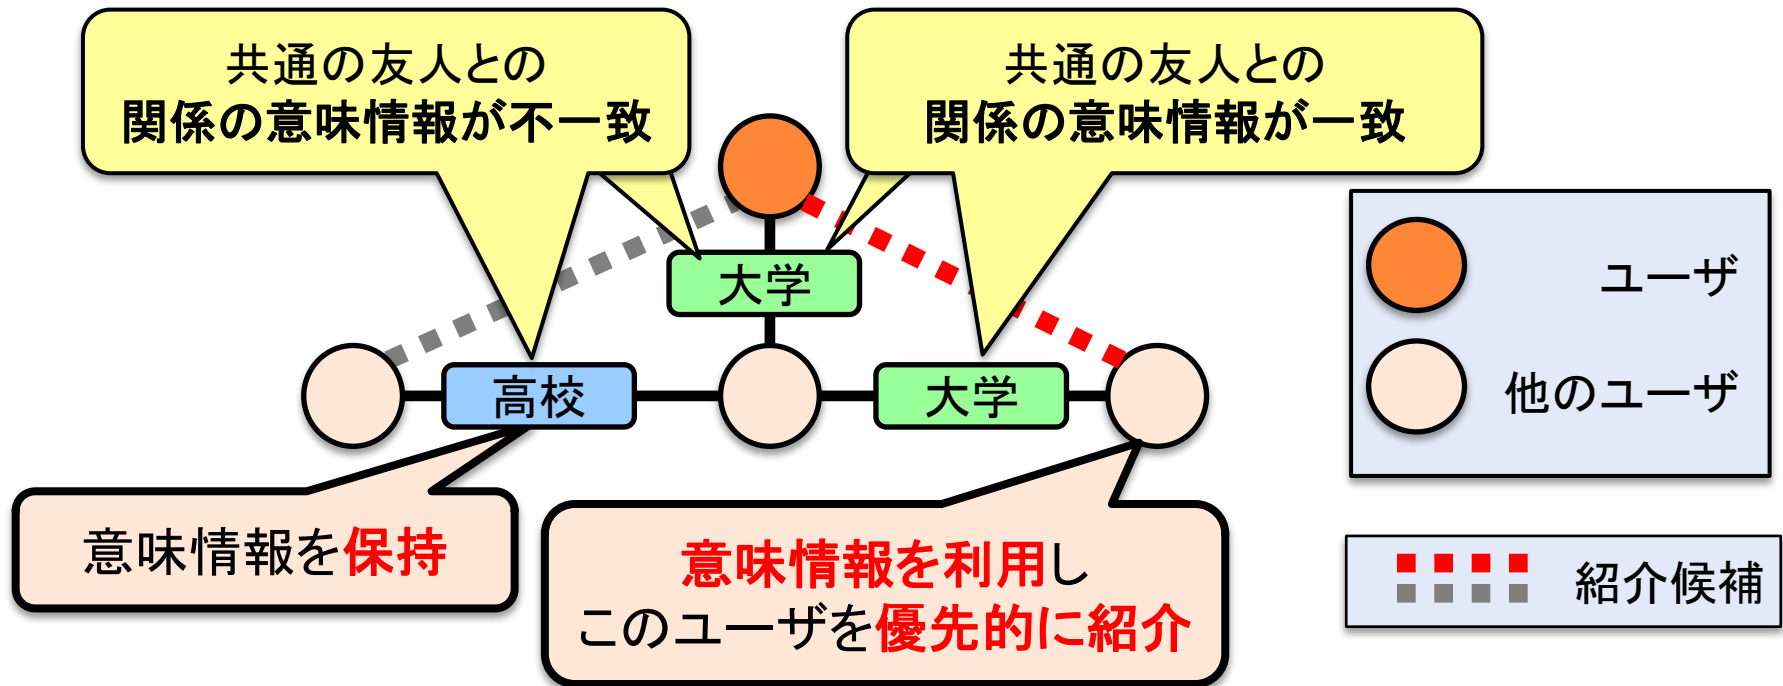 共通の友人との
関係の意味情報が不一致
共通の友人との
関係の意味情報が一致
大学
高校
大学
意味情報を保持
意味情報を利用し
このユーザを優先的に紹介
ユーザ
他のユーザ
紹介候補